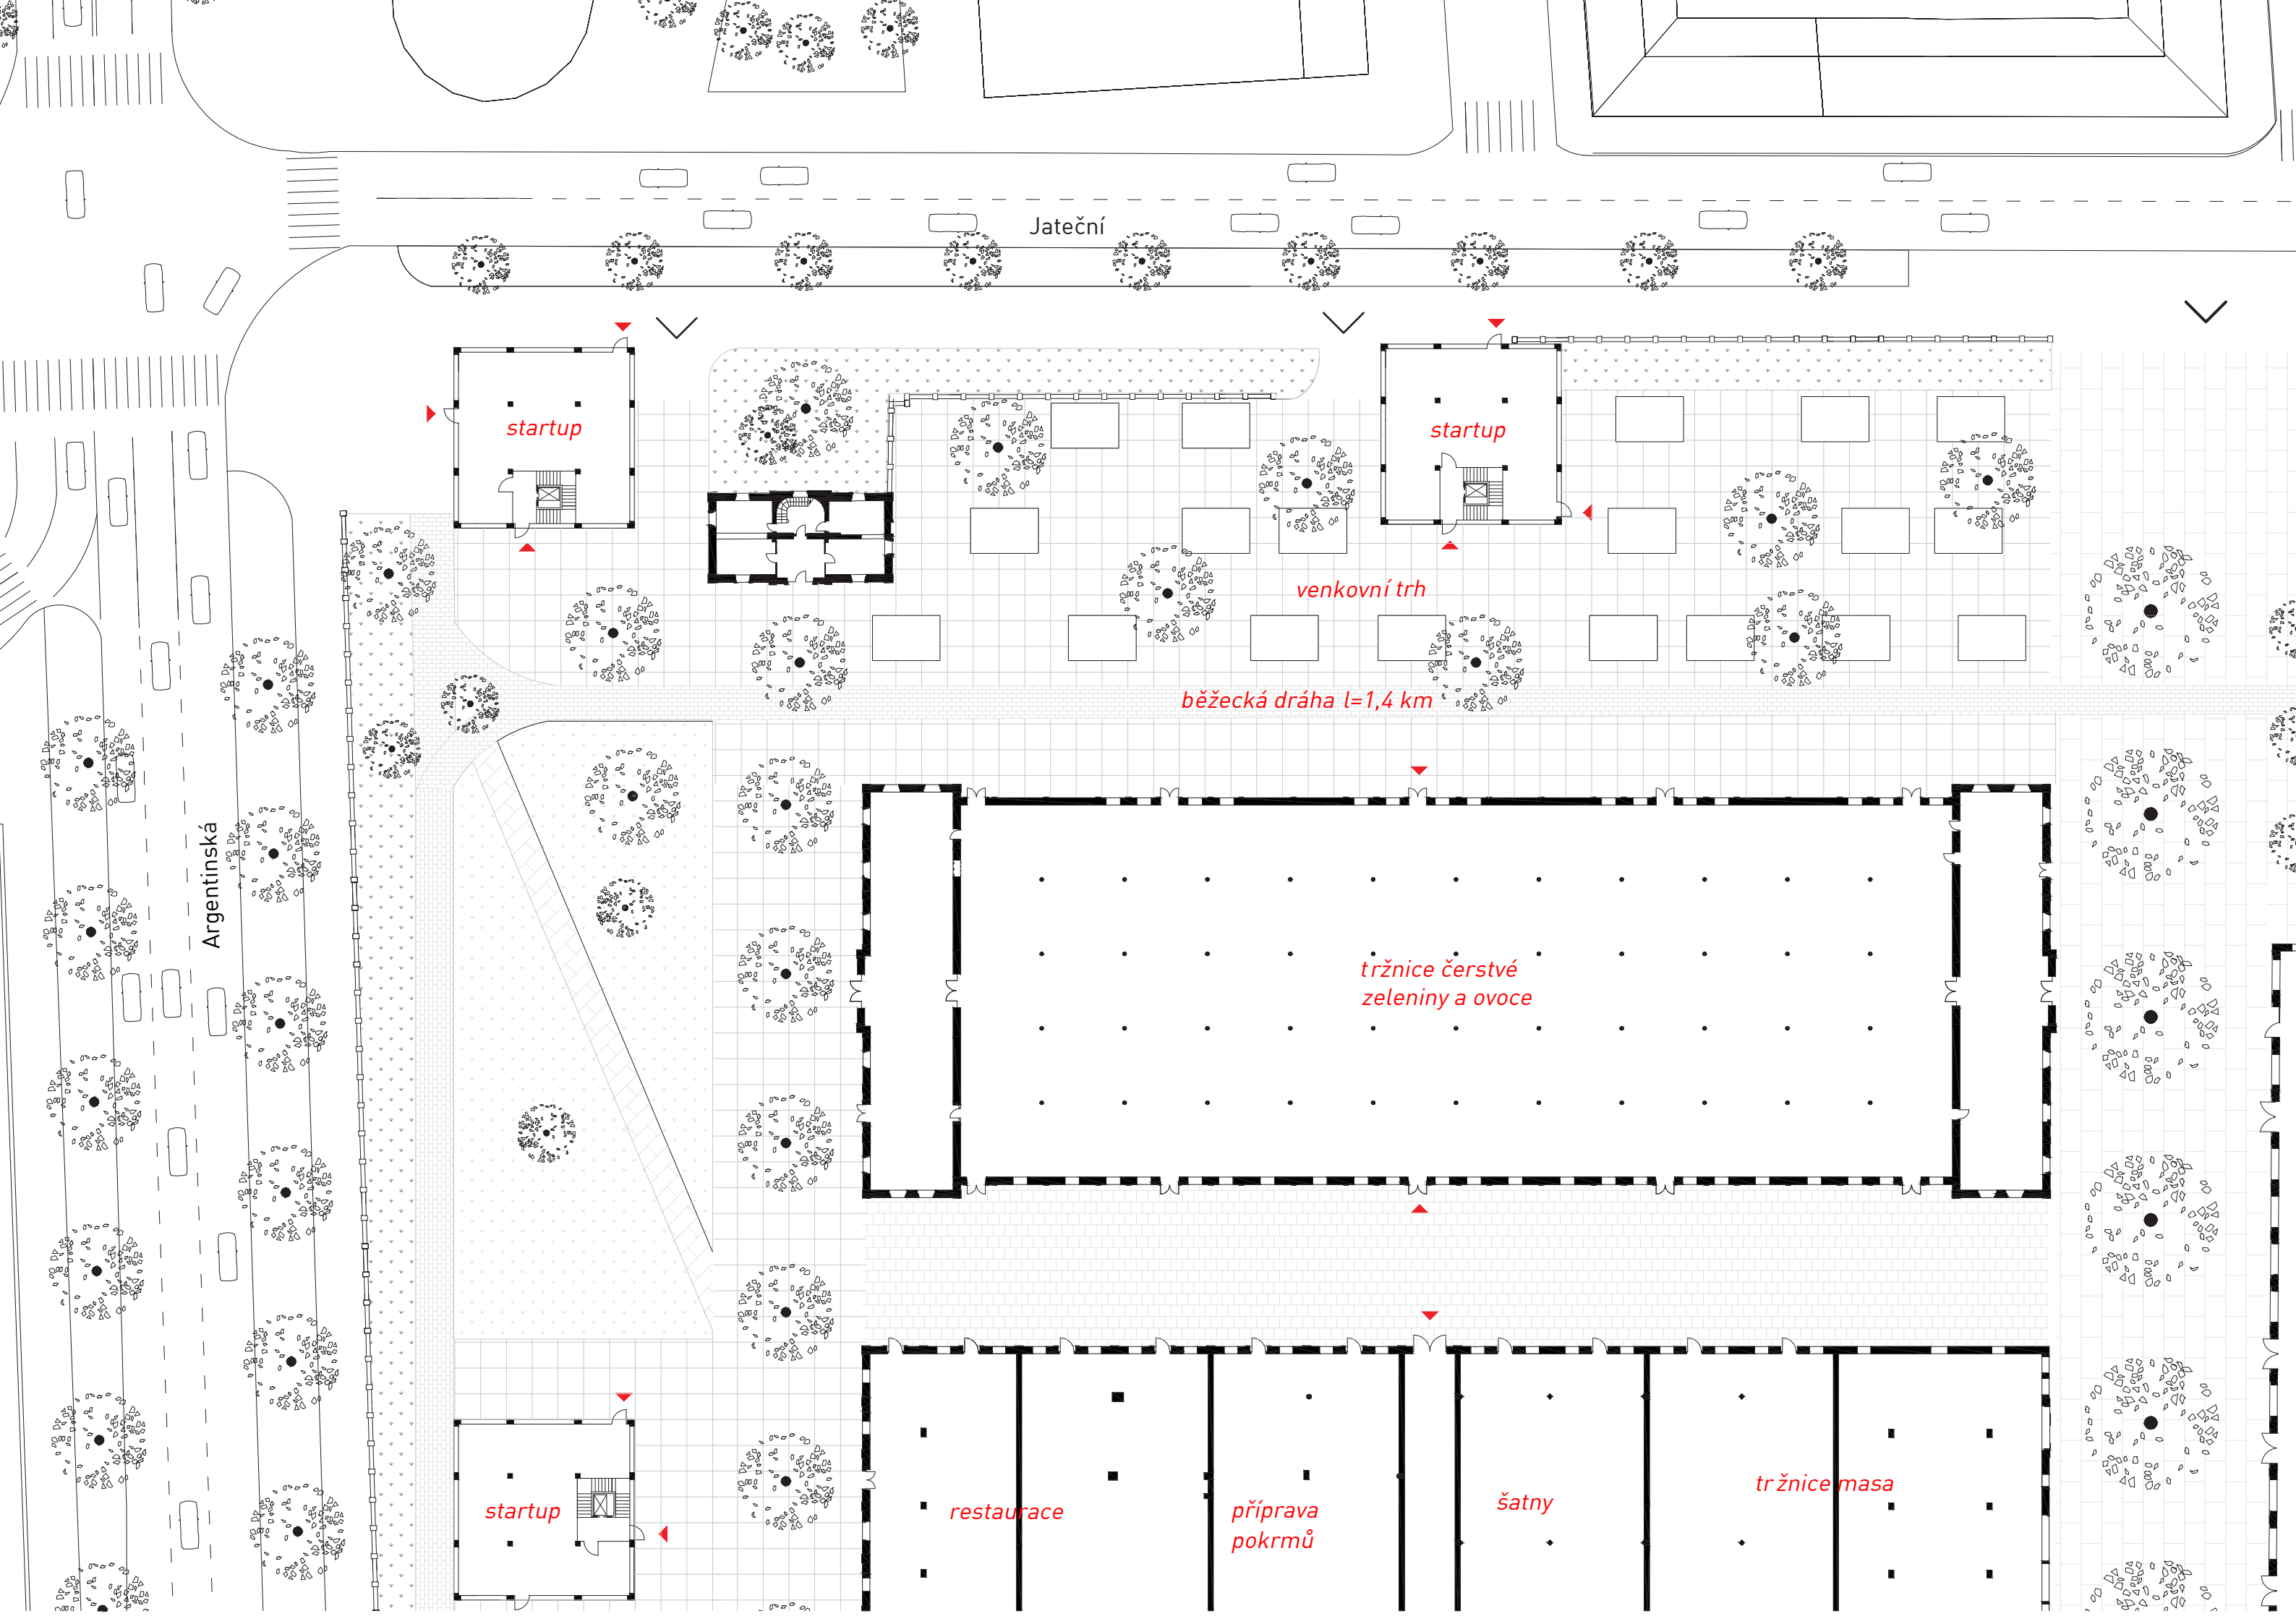 Jateční
startup
startup
venkovní trh
běžecká dráha l=1,4 km
Argentinská
tržnice čerstvé
zeleniny a ovoce
startup
restaurace
příprava
pokrmů
šatny
tržnice masa